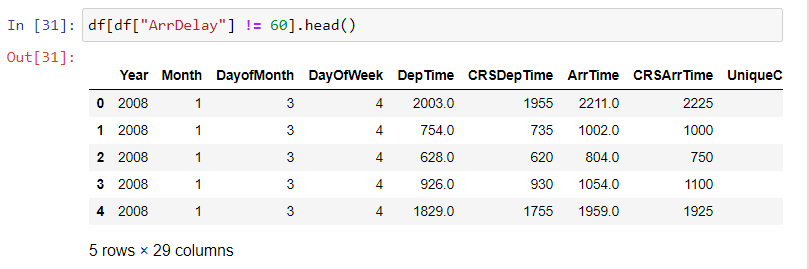 In [31]: df[df["ArrDelay"] != 60].head()
Out[31]:
Year Month DayofMonth DayOfWeek DepTime CRSDepTime ArrTime CRSArrTime UniqueC
0 2008 1 3 4 2003.0 1955 2211.0 2225
1 2008 1 3 4 754.0 735 1002.0 1000
2 2008 1 3 4 628.0 620 804.0 750
3 2008 1 3 4 926.0 930 1054.0 1100
4 2008 1 3 4 1829.0 1755 1959.0 1925
5 rows × 29 columns